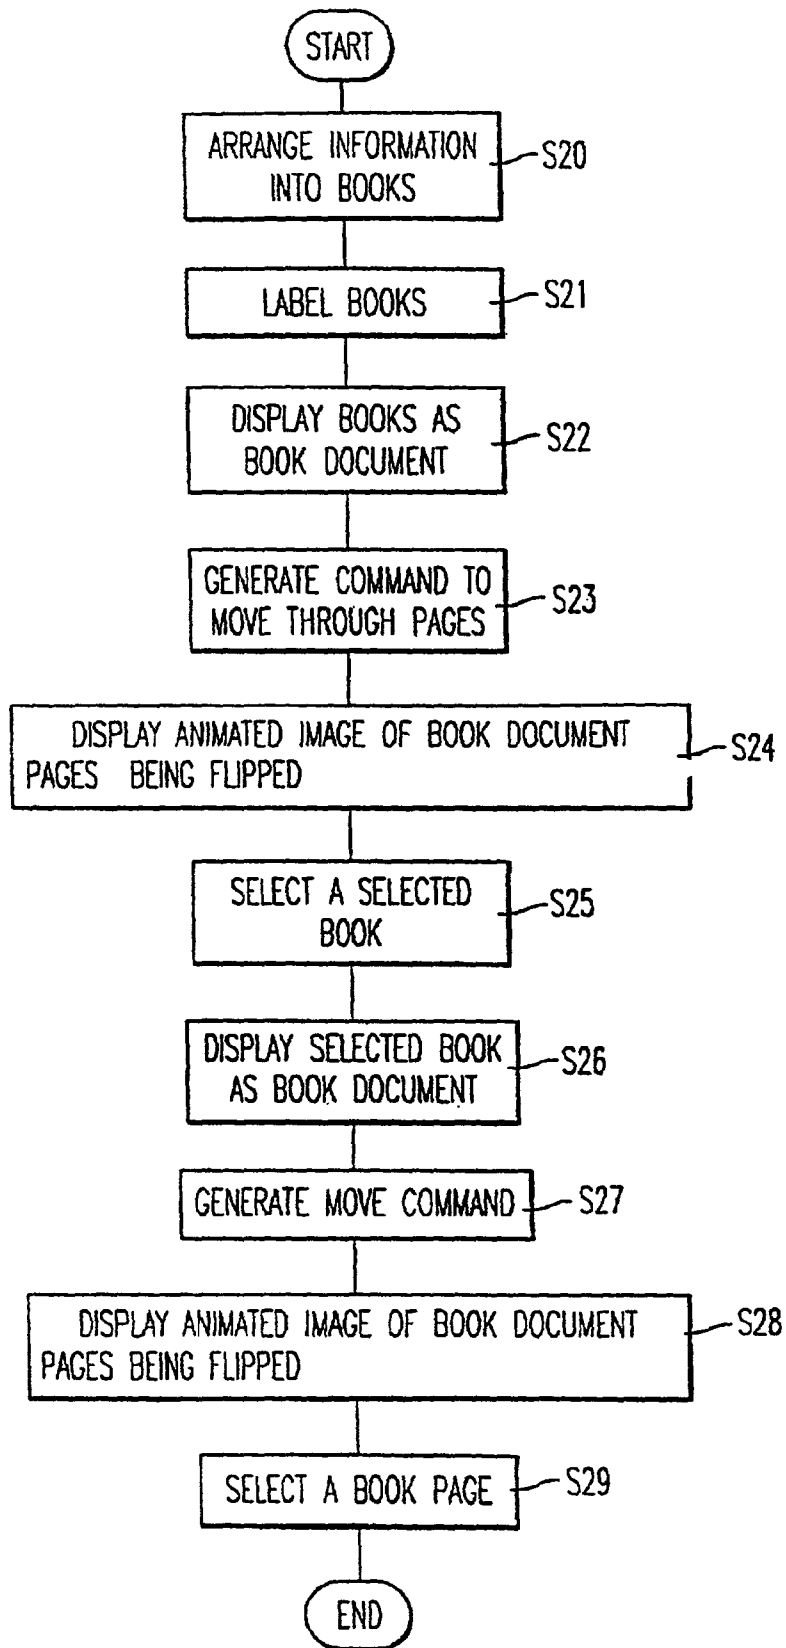 START
ARRANGE INFORMATION
INTO BOOKS
S20
LABEL BOOKS
S21
DISPLAY BOOKS AS
BOOK DOCUMENT
S22
GENERATE COMMAND TO
MOVE THROUGH PAGES
S23
DISPLAY ANIMATED IMAGE OF BOOK DOCUMENT
PAGES BEING FLIPPED
S24
SELECT A SELECTED
BOOK
S25
DISPLAY SELECTED BOOK
AS BOOK DOCUMENT
S26
GENERATE MOVE COMMAND
S27
DISPLAY ANIMATED IMAGE OF BOOK DOCUMENT
PAGES BEING FLIPPED
S28
SELECT A BOOK PAGE
S29
END